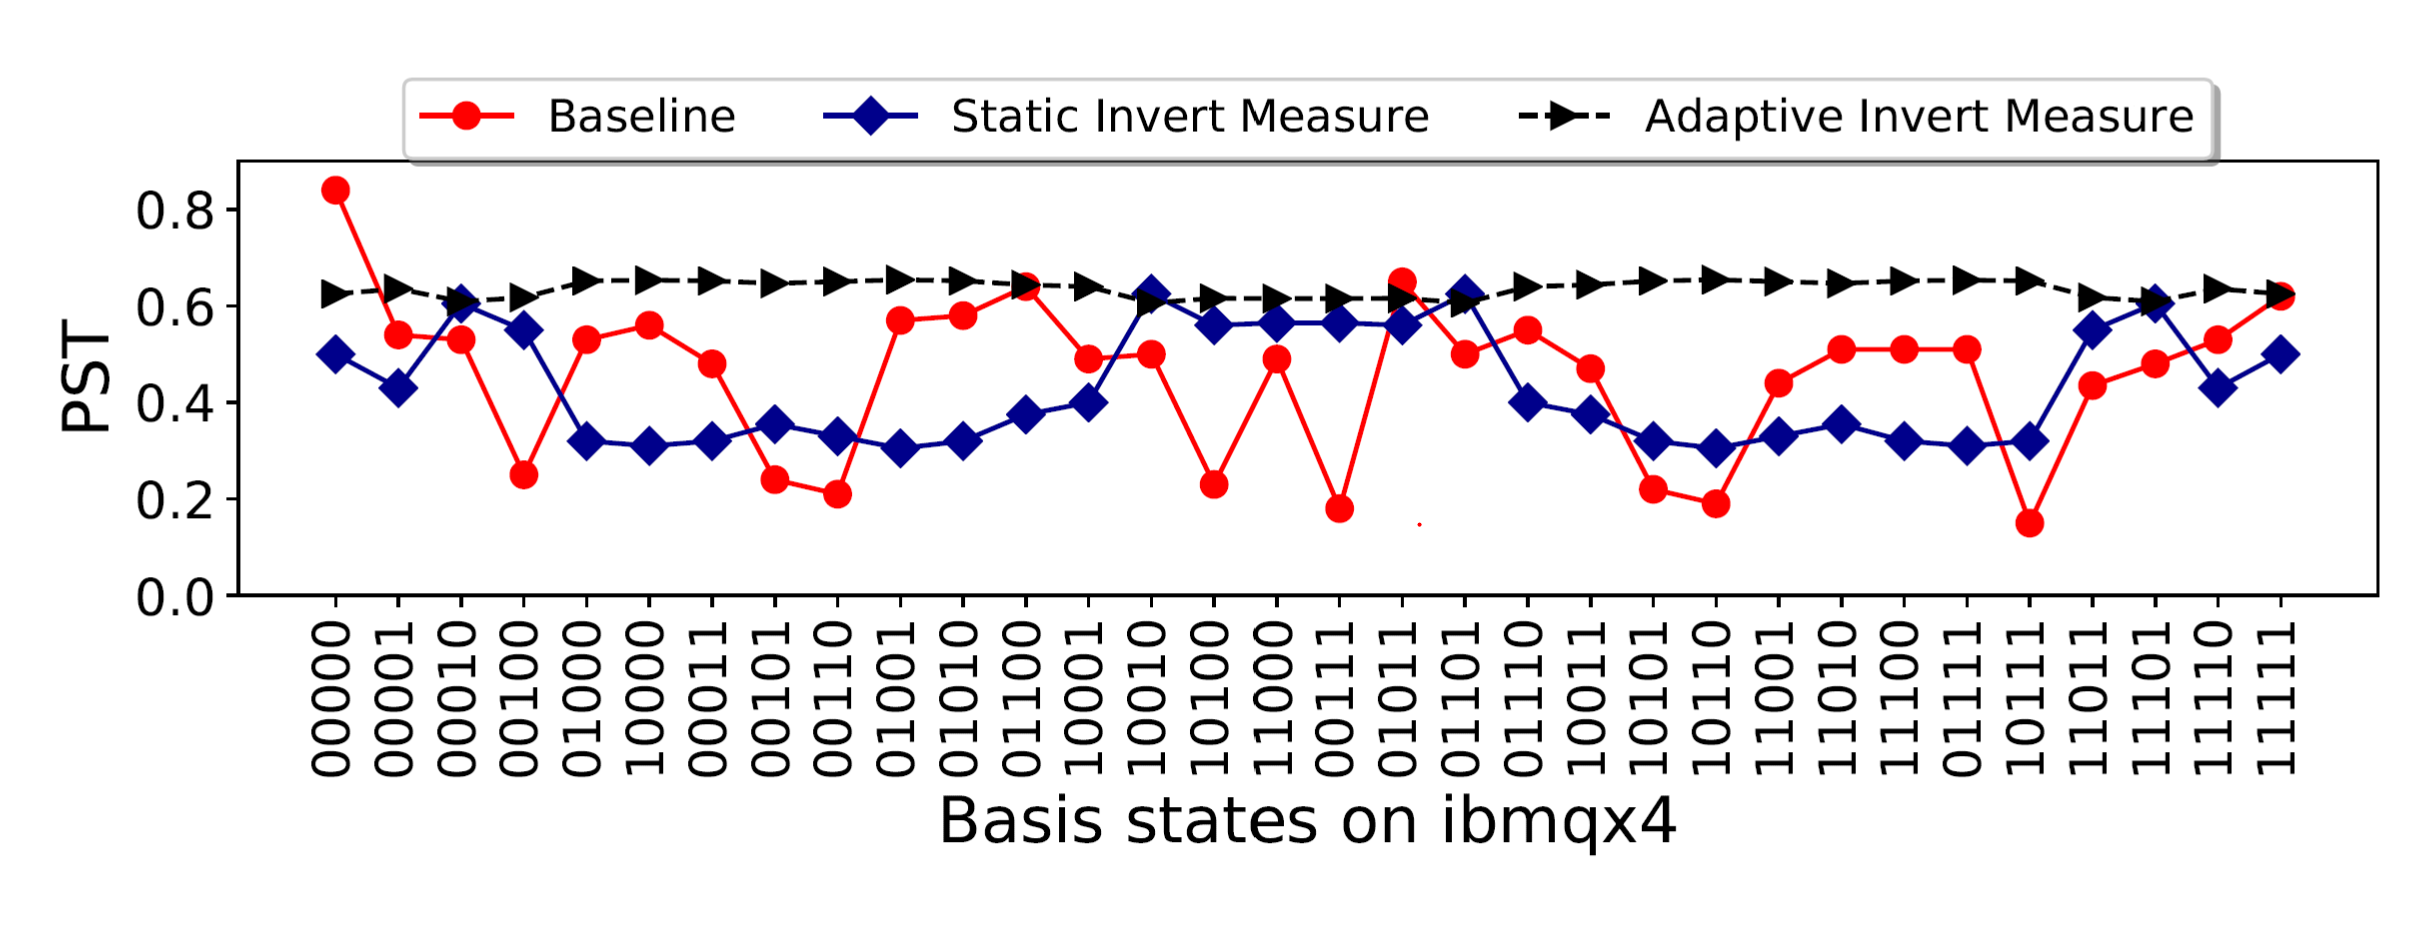 Baseline Static Invert Measure Adaptive Invert Measure
PST
0.8
0.6
0.4
0.2
0.0
00000 00001 00010 00100 01000 10000 00011 00101 00110 01001 01010 01100 10001 10010 10100 11000 00111 01011 01101 01110 10011 10101 10110 11001 11010 11100 01111 10111 11011 11101 11110 11111
Basis states on ibmqx4